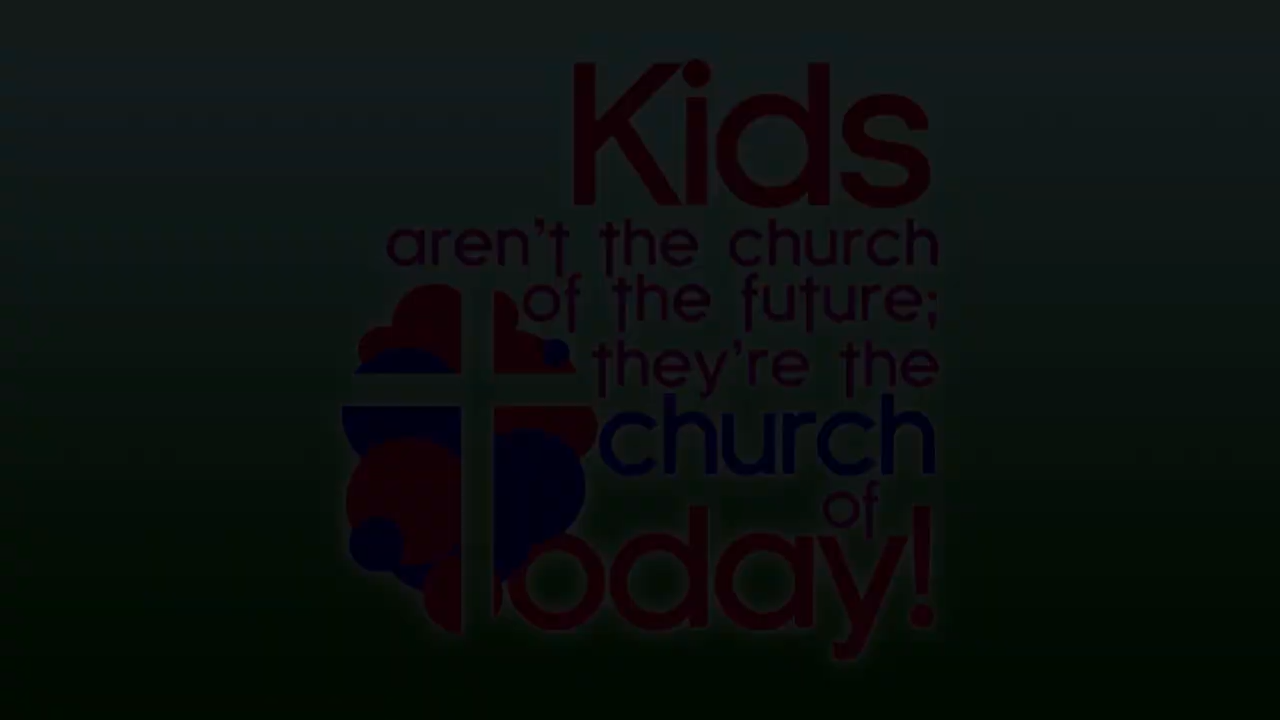 Kids
aren't the church
of the future;
they're the
church
of
today!